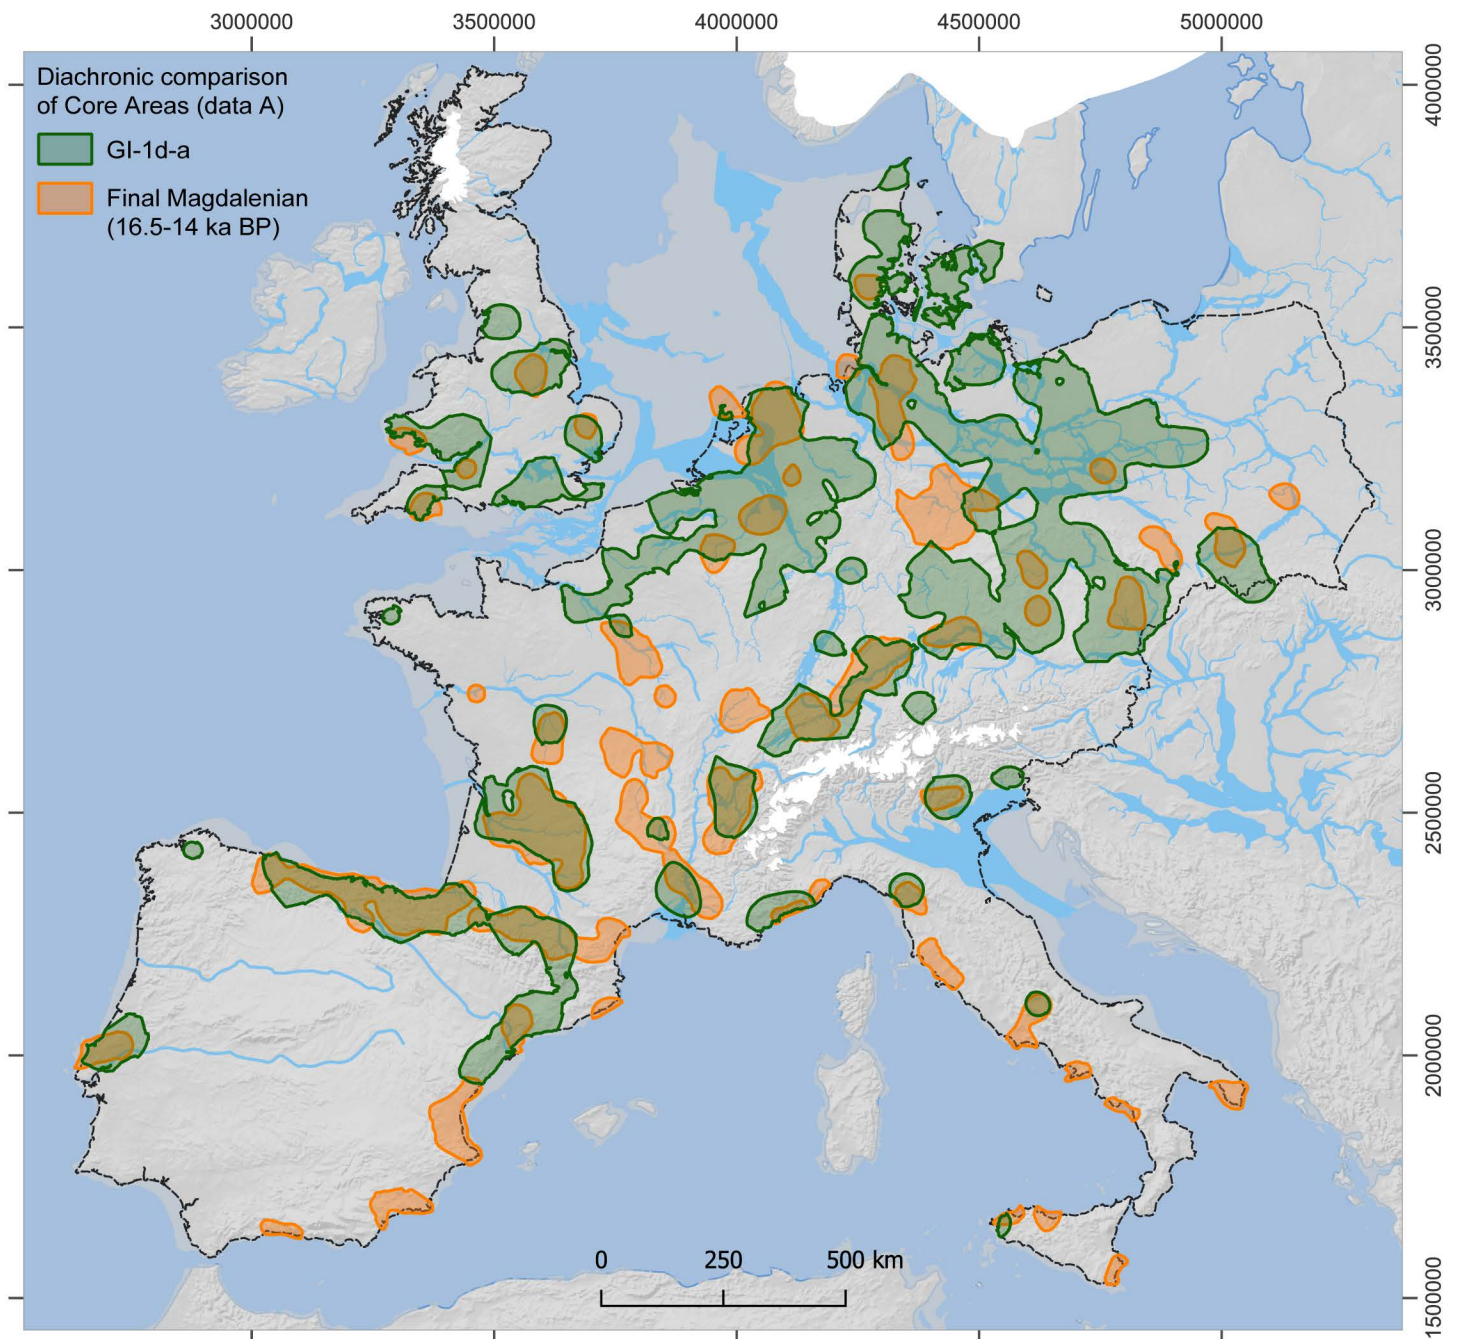 3000000 3500000 4000000 4500000 5000000
Diachronic comparison
of Core Areas (data A)
GI-1d-a
Final Magdalenian
(16.5-14 ka BP)
4000000
3500000
3000000
2500000
2000000
1500000
0 250 500 km